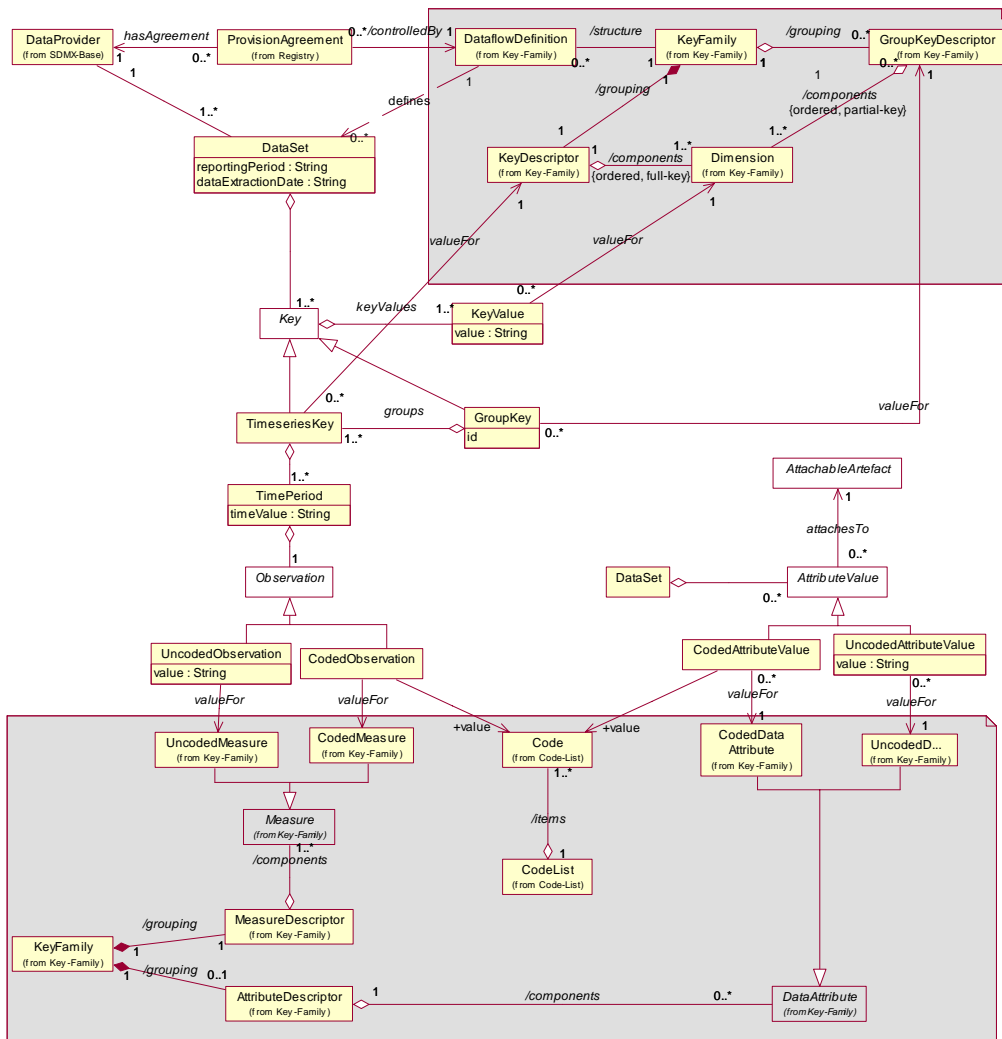 DataProvider
(from SDMX-Base)
hasAgreement
1
0..*
ProvisionAgreement
(from Registry)
0..*
/controlledBy
1
DataflowDefinition
(from Key-Family)
/structure
0..*
1
KeyFamily
(from Key-Family)
/grouping
1
0..*
GroupKeyDescriptor
(from Key-Family)
1
1..*
defines
1
0..*
/grouping
1
1
1
/components
{ordered, partial-key}
0..*
1..*
1
DataSet
reportingPeriod : String
dataExtractionDate : String
KeyDescriptor
(from Key-Family)
1
/components
{ordered, full-key}
1..*
Dimension
(from Key-Family)
1
1
valueFor
valueFor
1..*
Key
keyValues
1..*
0..*
KeyValue
value : String
0..*
TimeseriesKey
groups
1..*
GroupKey
id
0..*
valueFor
1..*
TimePeriod
timeValue : String
1
Observation
AttachableArtefact
1
attachesTo
0..*
DataSet
0..*
AttributeValue
UncodedObservation
value : String
CodedObservation
CodedAttributeValue
UncodedAttributeValue
value : String
valueFor
valueFor
0..*
valueFor
0..*
valueFor
+value
+value
1
1
UncodedMeasure
(from Key-Family)
CodedMeasure
(from Key-Family)
Code
(from Code-List)
CodedData
Attribute
(from Key-Family)
UncodedD...
(from Key-Family)
1..*
Measure
(from Key-Family)
/items
1..*
/components
1
CodeList
(from Code-List)
KeyFamily
(from Key-Family)
/grouping
1
1
MeasureDescriptor
(from Key-Family)
/grouping
1
0..1
AttributeDescriptor
(from Key-Family)
1
/components
0..*
DataAttribute
(from Key-Family)